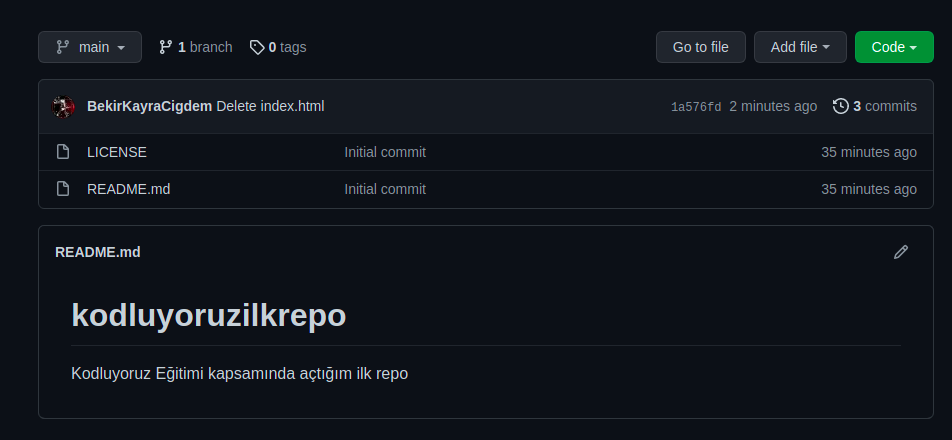 main 1 branch 0 tags Go to file Add file Code
BekirKayraCigdem Delete index.html 1a576fd 2 minutes ago 3 commits
LICENSE Initial commit 35 minutes ago
README.md Initial commit 35 minutes ago
README.md
kodluyoruzilkrepo
Kodluyoruz Eğitimi kapsamında açtığım ilk repo